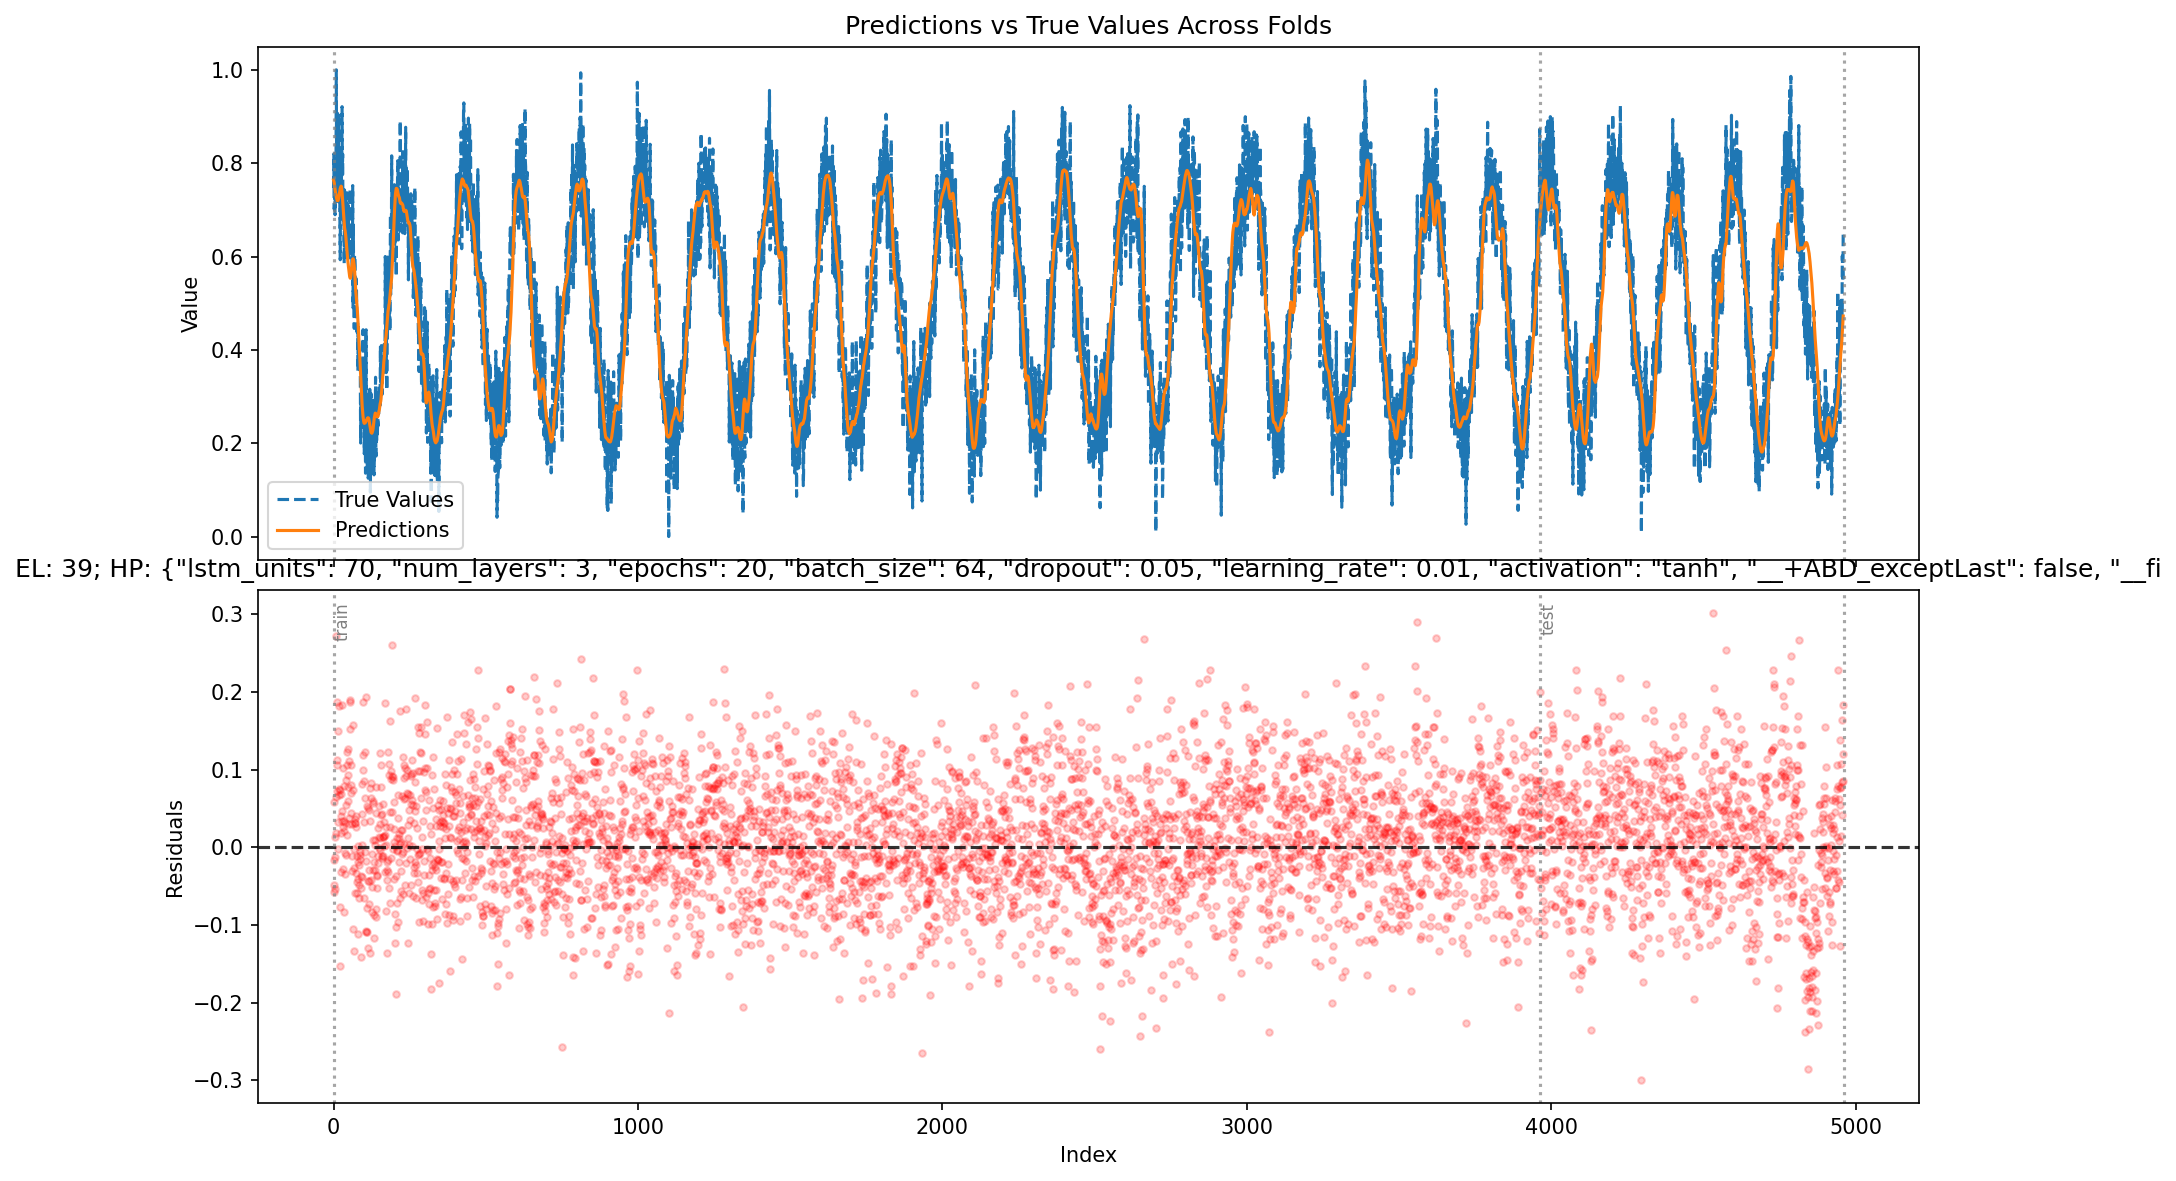 Predictions vs True Values Across Folds
1.0
0.8
0.6
0.4
0.2
0.0
Value
True Values
Predictions
EL: 39; HP: {"lstm_units": 70, "num_layers": 3, "epochs": 20, "batch_size": 64, "dropout": 0.05, "learning_rate": 0.01, "activation": "tanh", "__+ABD_exceptLast": false, "__fi
train
test
0.3
0.2
0.1
0.0
−0.1
−0.2
−0.3
Residuals
0
1000
2000
3000
4000
5000
Index